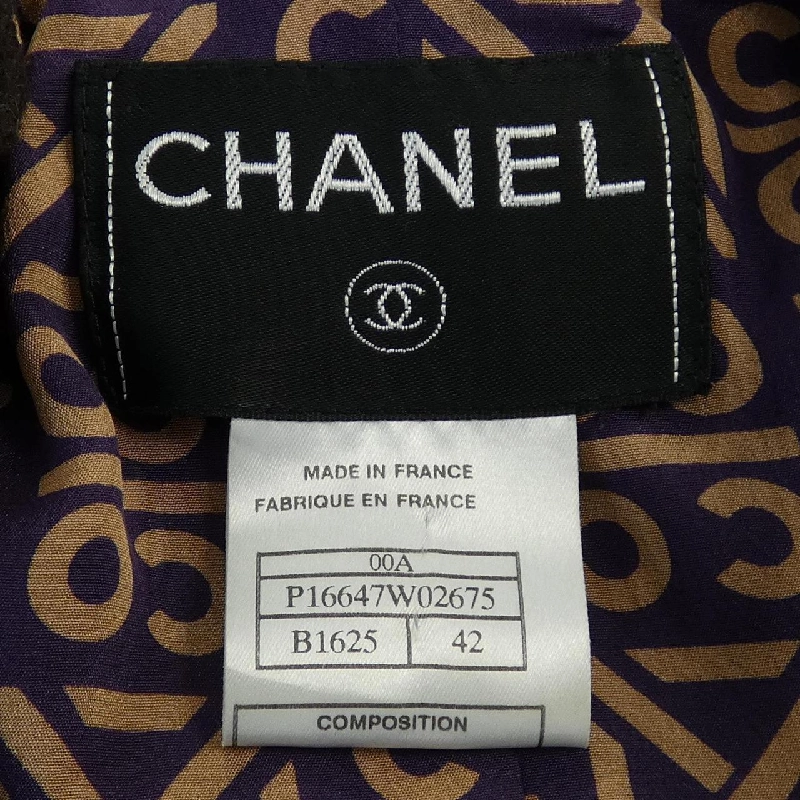 CHANEL
MADE IN FRANCE
FABRIQUE EN FRANCE
00A
P16647W02675
B1625 42
COMPOSITION